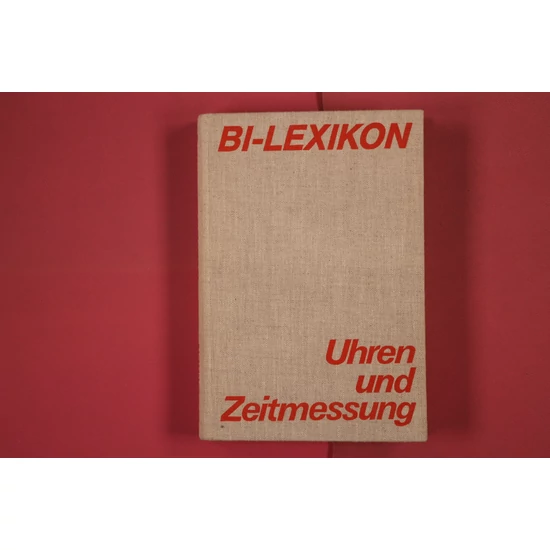 BI-LEXIKON
Uhren
und
Zeitmessung